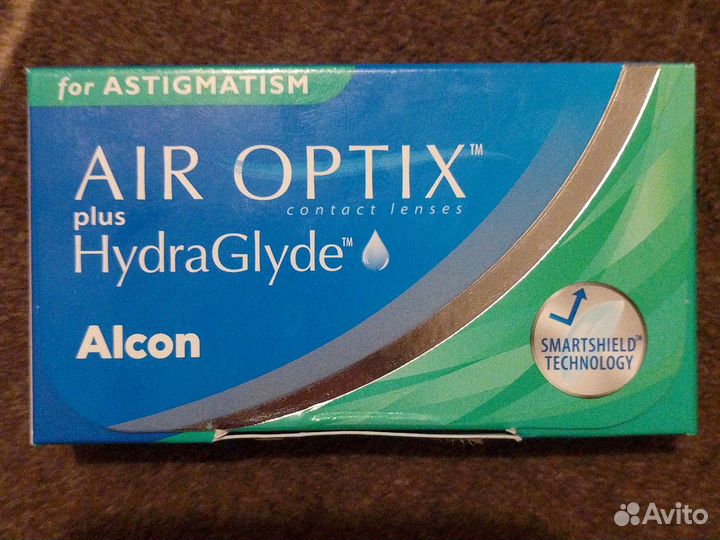 for ASTIGMATISM
AIR OPTIX™
contact lenses
plus
HydraGlyde™
Alcon
SMARTSHIELD™
TECHNOLOGY
Avito